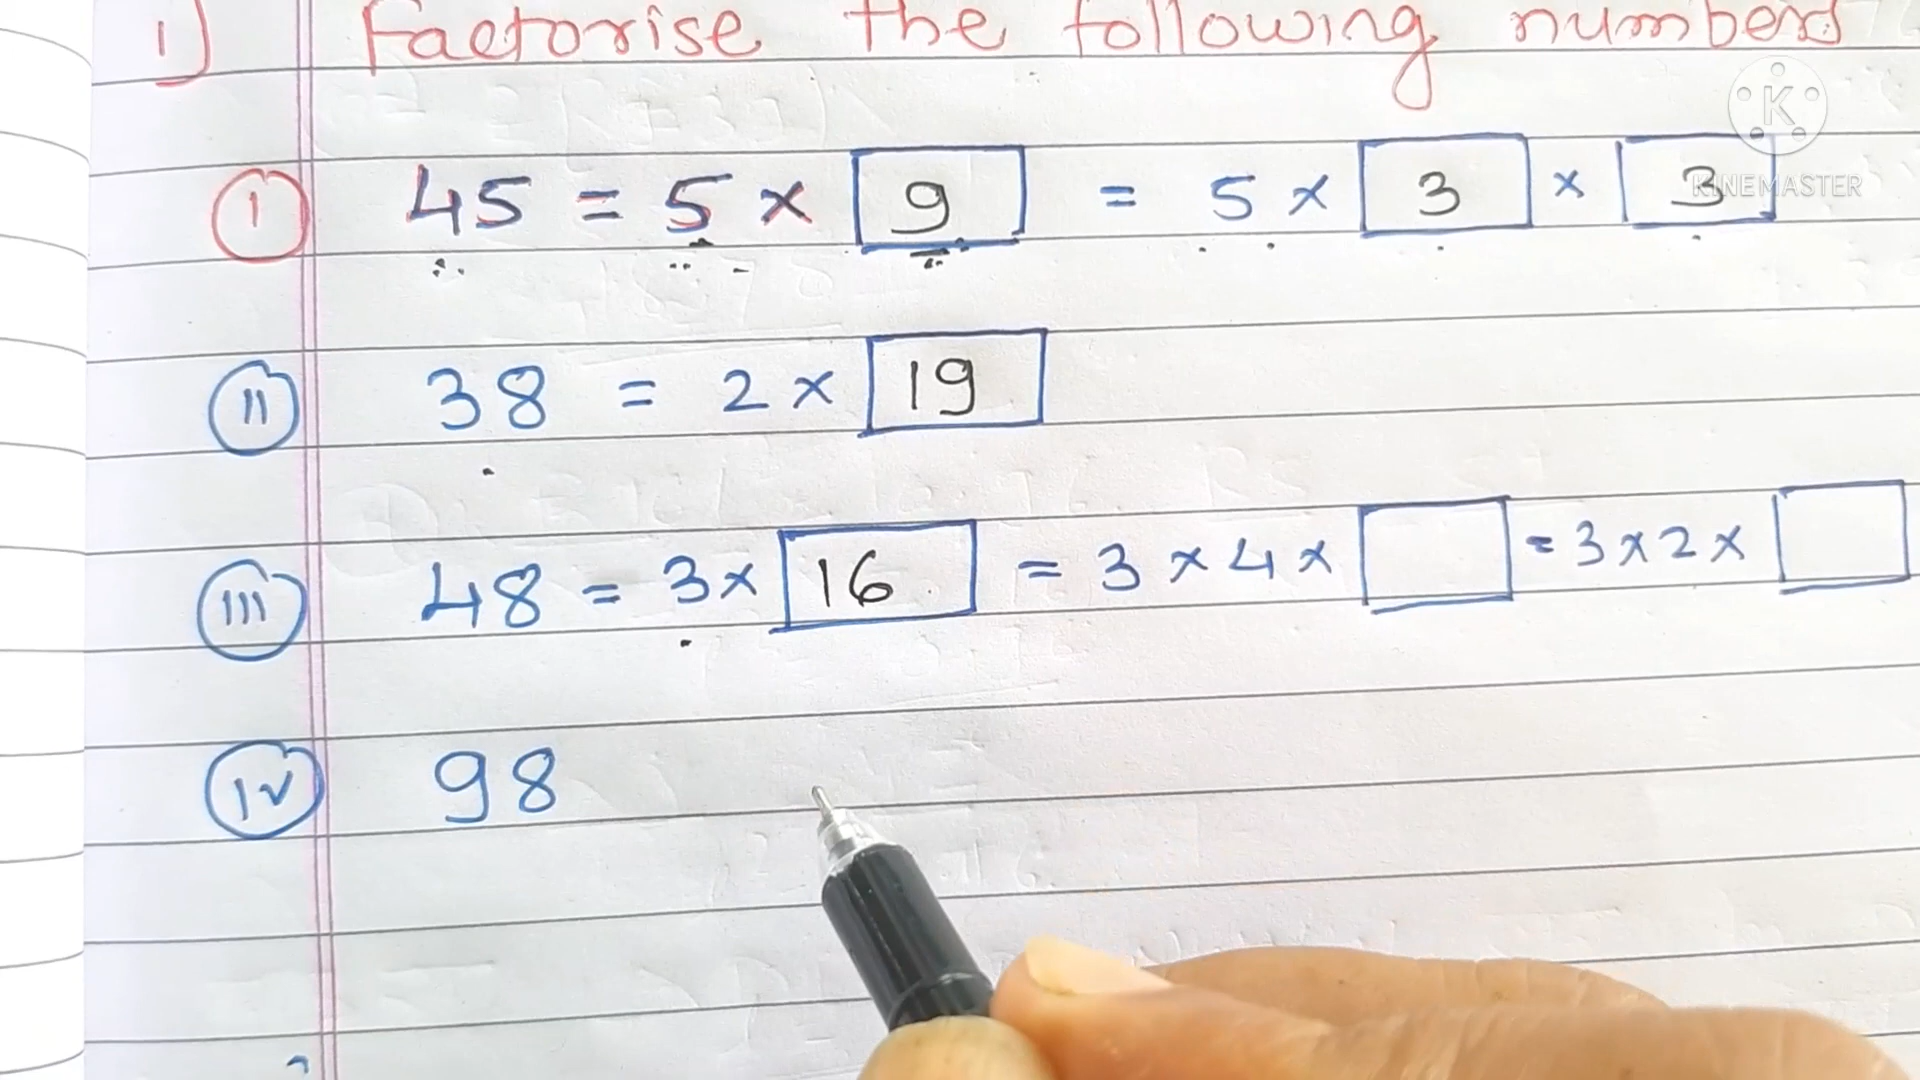 1) Factorise the following numbers
I 45 = 5 × 9 = 5 × 3 × 3
II 38 = 2 × 19
III 48 = 3 × 16 = 3 × 4 × = 3 × 2 ×
IV 98
K
KINEMASTER